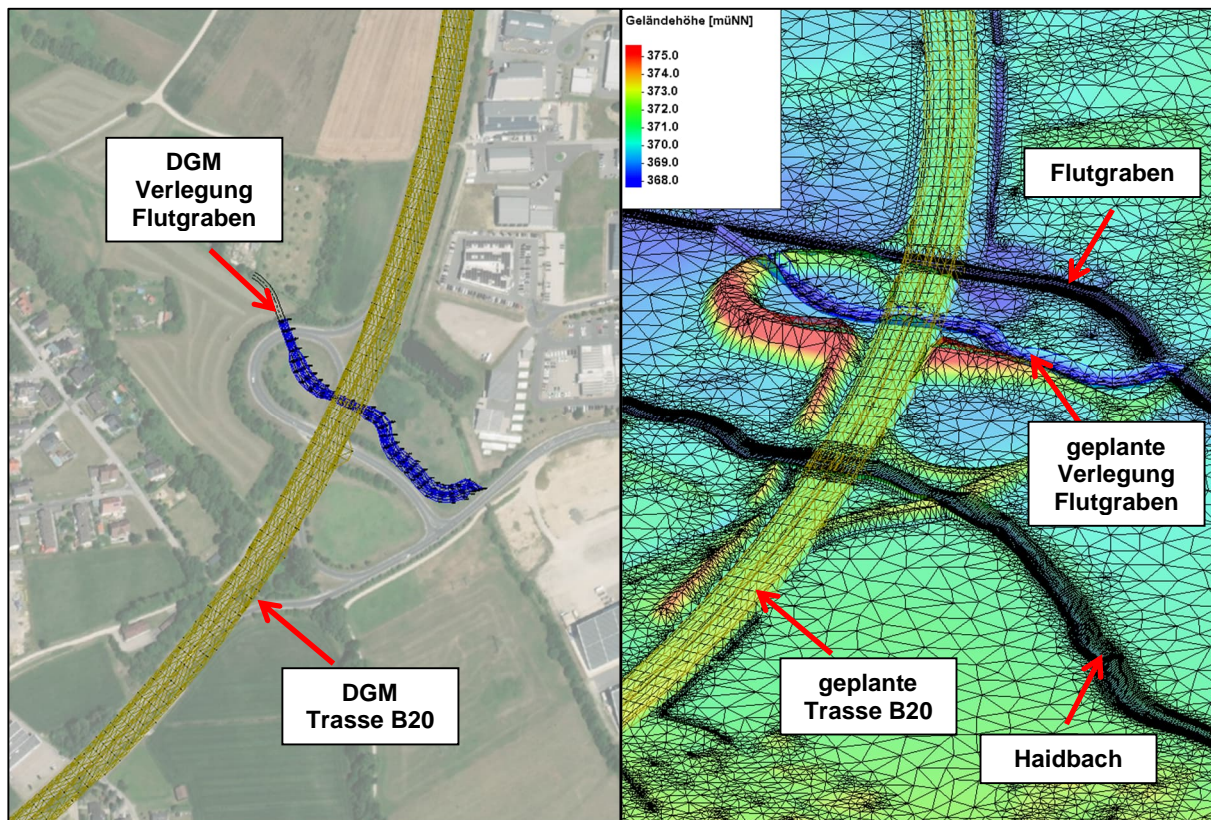 DGM
Verlegung
Flutgraben
DGM
Trasse B20
Geländehöhe [müNN]
375.0
374.0
373.0
372.0
371.0
370.0
369.0
368.0
Flutgraben
geplante
Verlegung
Flutgraben
geplante
Trasse B20
Haidbach